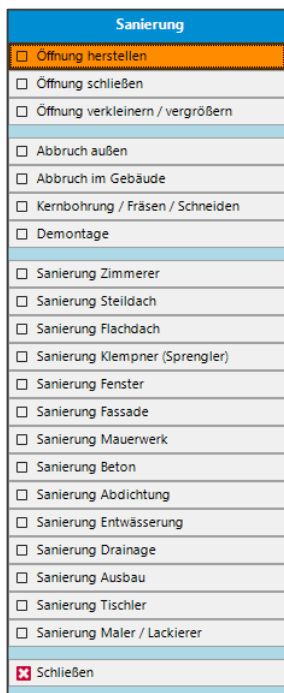 Sanierung
Öffnung herstellen
Öffnung schließen
Öffnung verkleinern / vergrößern
Abbruch außen
Abbruch im Gebäude
Kernbohrung / Fräsen / Schneiden
Demontage
Sanierung Zimmerer
Sanierung Steildach
Sanierung Flachdach
Sanierung Klempner (Sprengler)
Sanierung Fenster
Sanierung Fassade
Sanierung Mauerwerk
Sanierung Beton
Sanierung Abdichtung
Sanierung Entwässerung
Sanierung Drainage
Sanierung Ausbau
Sanierung Tischler
Sanierung Maler / Lackierer
Schließen